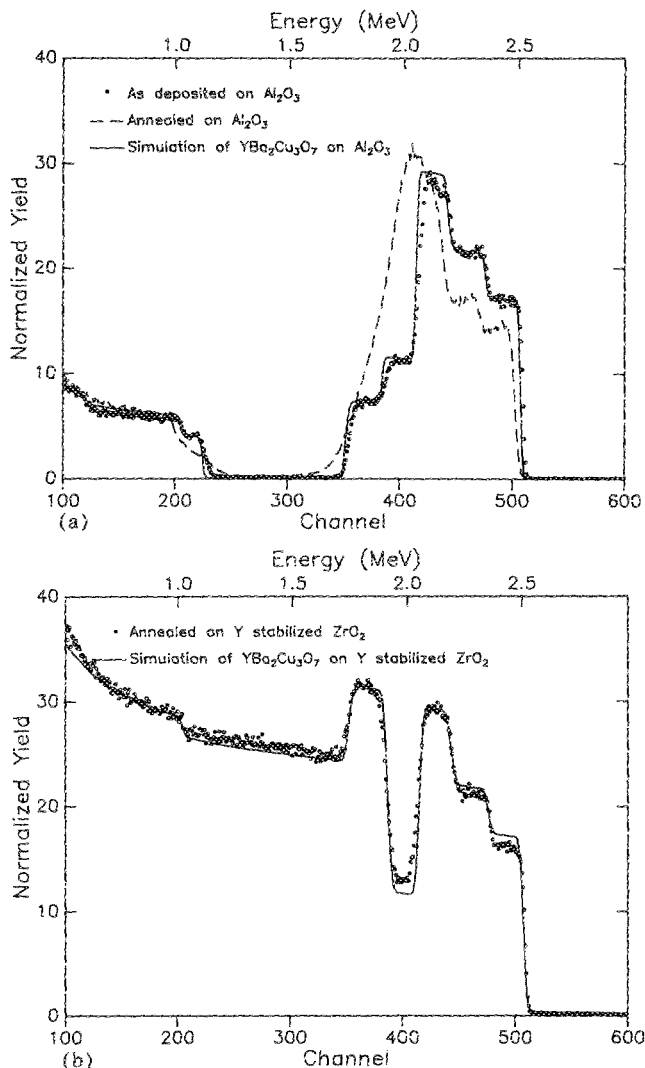 Energy (MeV)
1.0 1.5 2.0 2.5
40
• As deposited on Al₂O₃
--- Annealed on Al₂O₃
— Simulation of YBa₂Cu₃O₇ on Al₂O₃
30
Normalized Yield
20
10
0
100 200 300 400 500 600
(a) Channel
Energy (MeV)
1.0 1.5 2.0 2.5
40
• Annealed on Y stabilized ZrO₂
— Simulation of YBa₂Cu₃O₇ on Y stabilized ZrO₂
30
Normalized Yield
20
10
0
100 200 300 400 500 600
(b) Channel